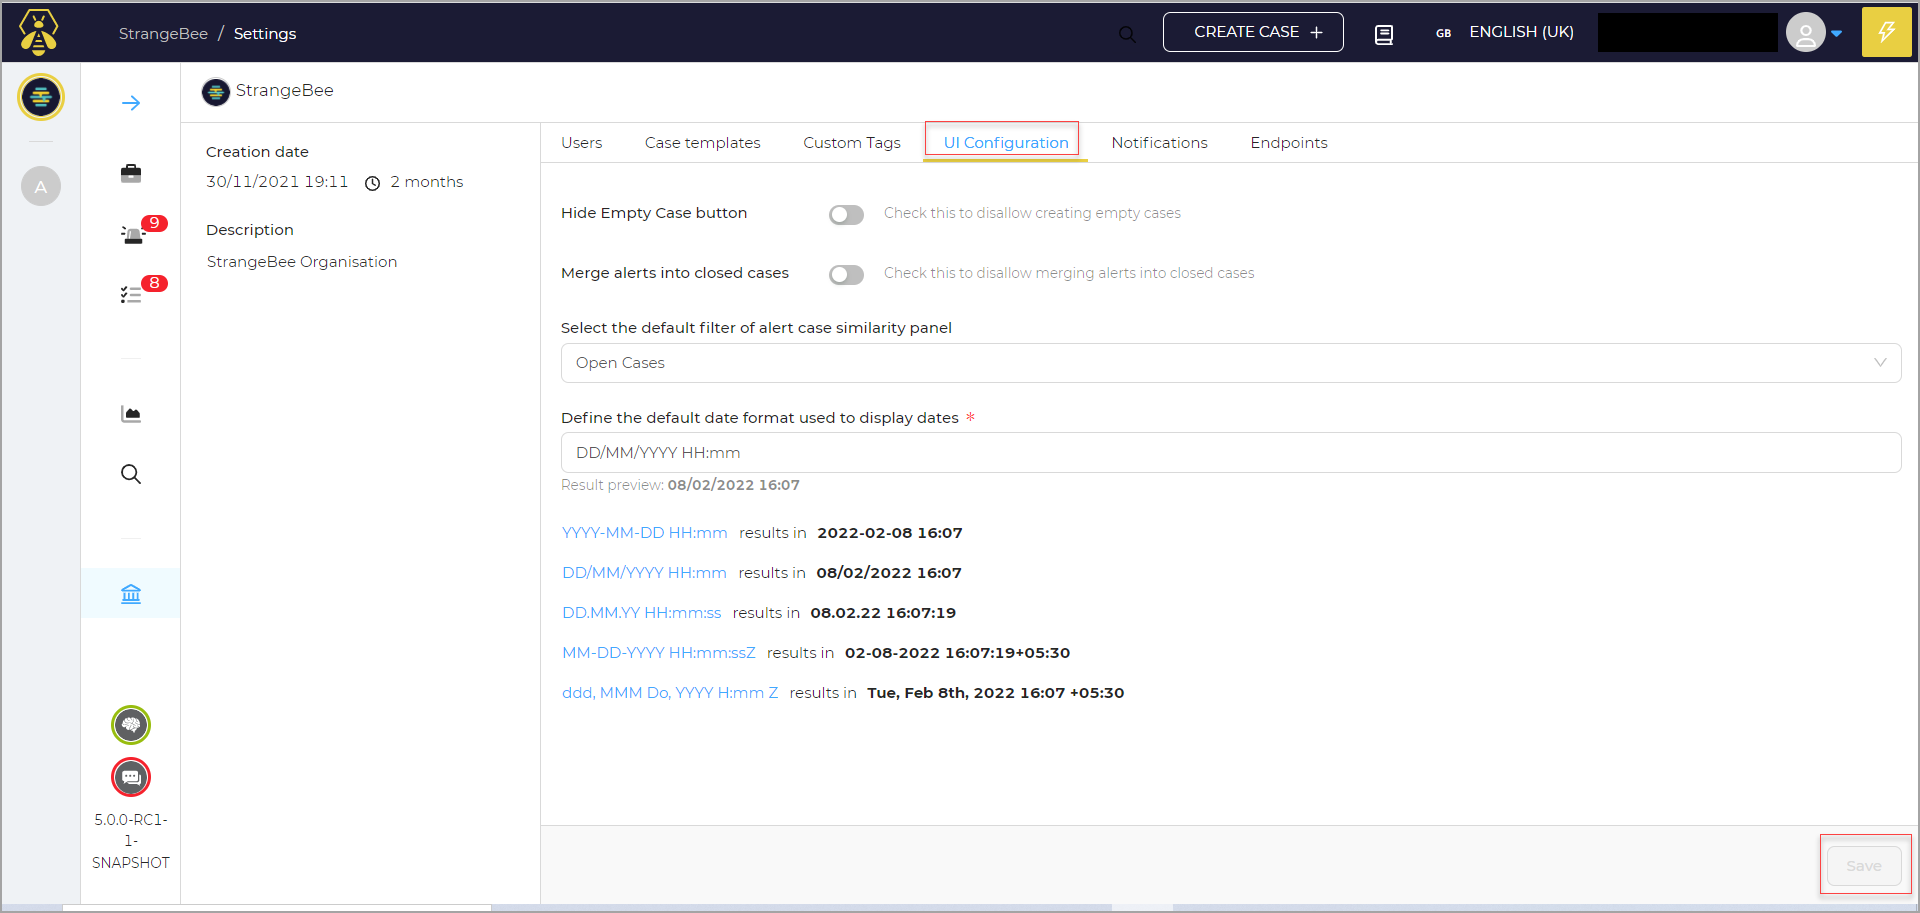 StrangeBee / Settings
CREATE CASE +
GB ENGLISH (UK)
StrangeBee
A
9
8
5.0.0-RC1-
1-
SNAPSHOT
Creation date
30/11/2021 19:11 2 months
Description
StrangeBee Organisation
Users Case templates Custom Tags UI Configuration Notifications Endpoints
Hide Empty Case button Check this to disallow creating empty cases
Merge alerts into closed cases Check this to disallow merging alerts into closed cases
Select the default filter of alert case similarity panel
Open Cases
Define the default date format used to display dates *
DD/MM/YYYY HH:mm
Result preview: 08/02/2022 16:07
YYYY-MM-DD HH:mm results in 2022-02-08 16:07
DD/MM/YYYY HH:mm results in 08/02/2022 16:07
DD.MM.YY HH:mm:ss results in 08.02.22 16:07:19
MM-DD-YYYY HH:mm:ssZ results in 02-08-2022 16:07:19+05:30
ddd, MMM Do, YYYY H:mm Z results in Tue, Feb 8th, 2022 16:07 +05:30
Save